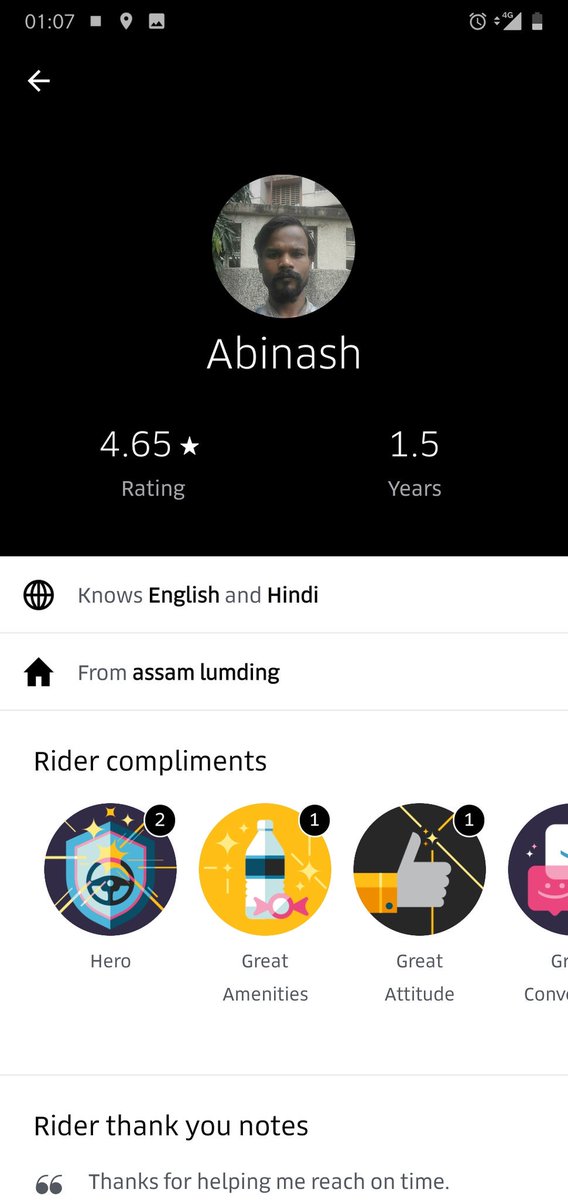 01:07
4G
Abinash
4.65 ★ 1.5
Rating Years
Knows English and Hindi
From assam lumding
Rider compliments
2 1 1
Hero Great Great Gr
Amenities Attitude Conv
Rider thank you notes
“ Thanks for helping me reach on time.